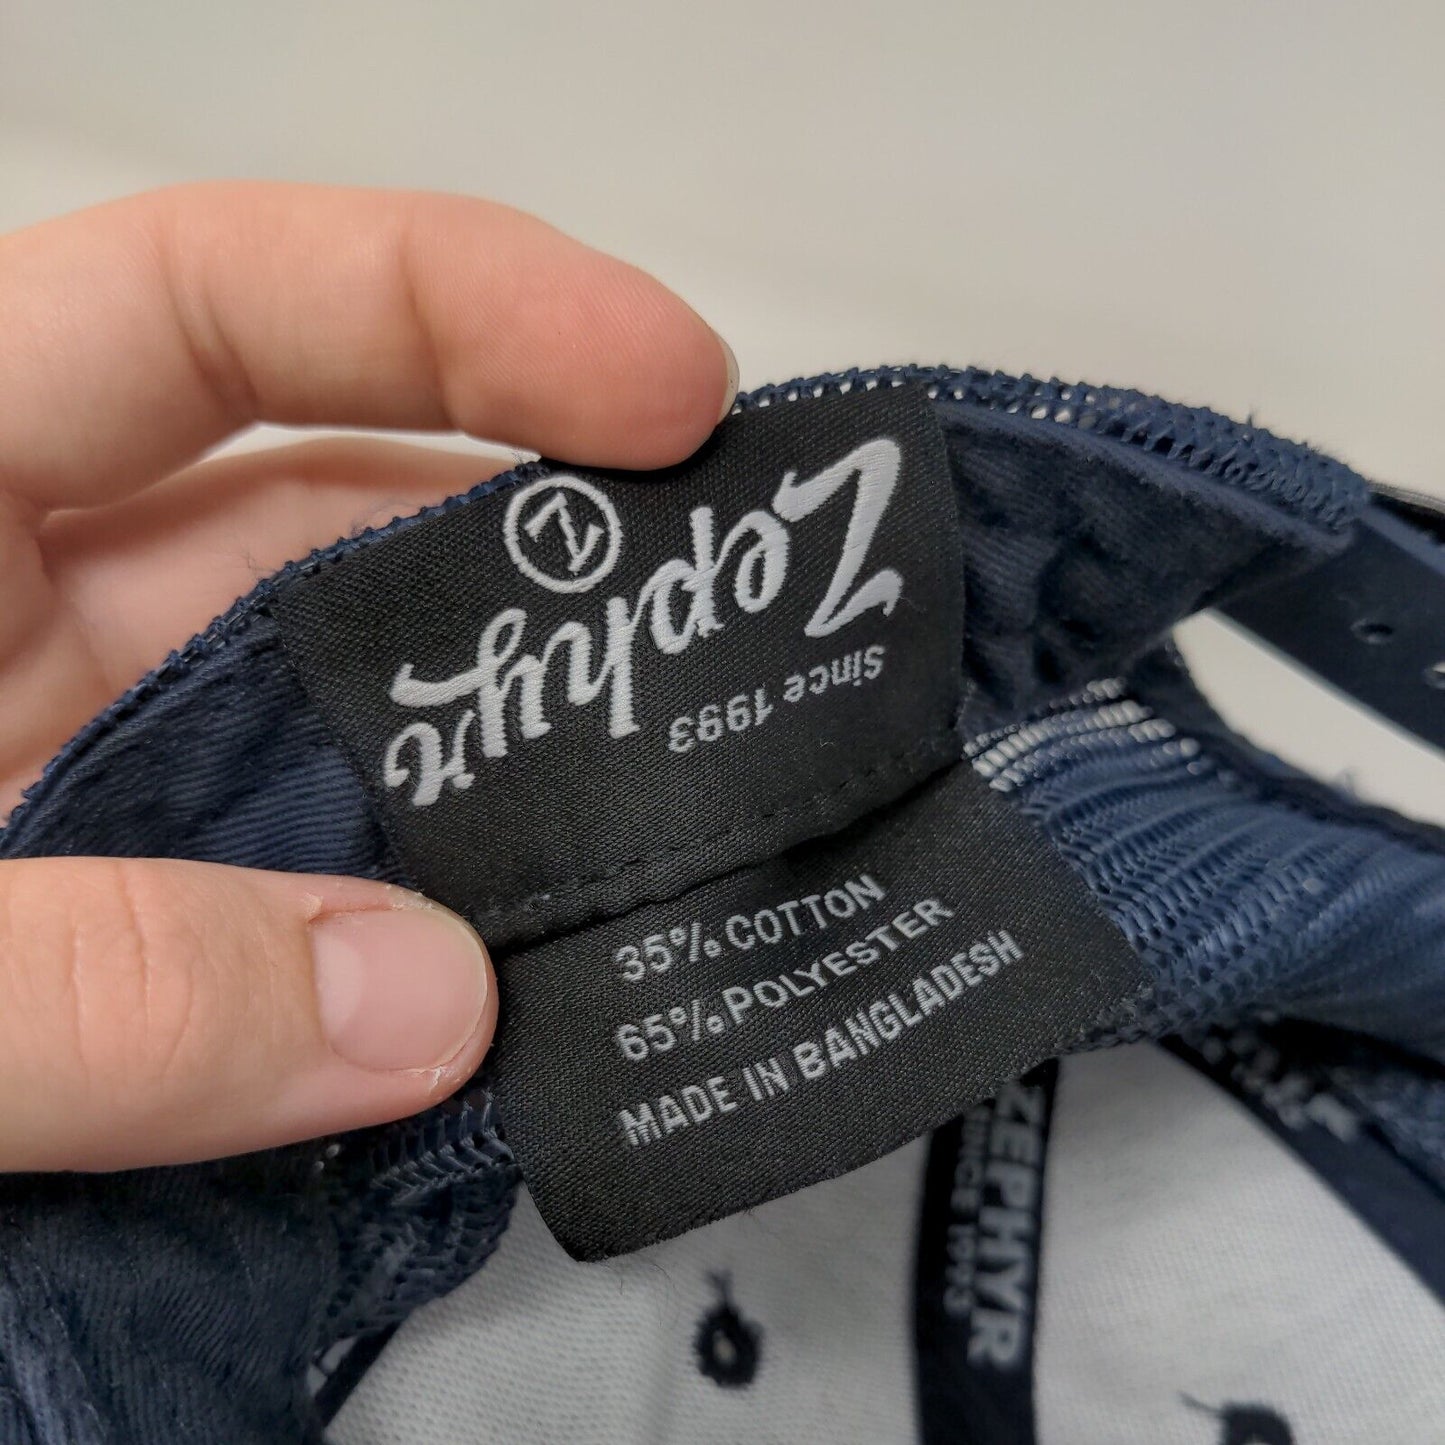 Z
Zephyr
Since 1993
35% COTTON
65% POLYESTER
MADE IN BANGLADESH
ZEPHYR
SINCE 1993